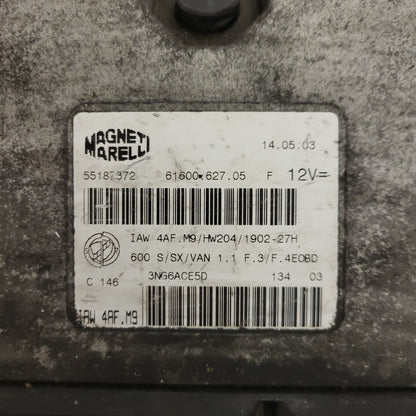 MAGNETI
MARELLI
14.05.03
55187372 61600.627.05 F 12V=
IAW 4AF.M9/HW204/1902-27H
600 S/SX/VAN 1.1 F.3/F.4EOBD
C 146 3NG6ACE5D 134 03
IAW 4AF.M9